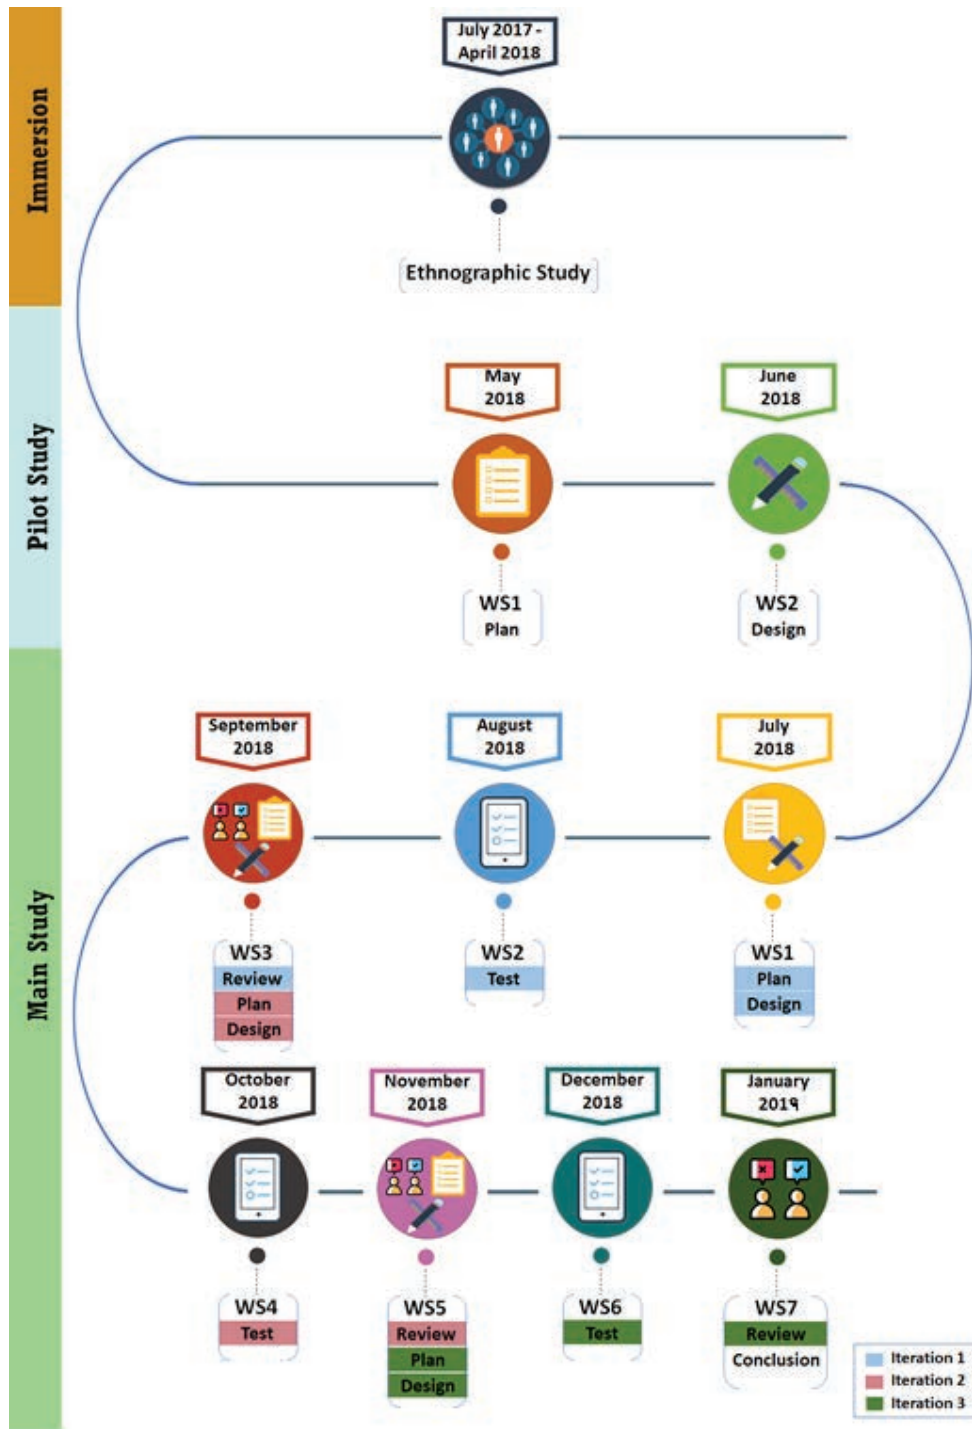 Immersion
July 2017 -
April 2018
Ethnographic Study
Pilot Study
May
2018
June
2018
WS1
Plan
WS2
Design
Main Study
September
2018
August
2018
July
2018
WS3
Review
Plan
Design
WS2
Test
WS1
Plan
Design
October
2018
November
2018
December
2018
January
2019
WS4
Test
WS5
Review
Plan
Design
WS6
Test
WS7
Review
Conclusion
Iteration 1
Iteration 2
Iteration 3